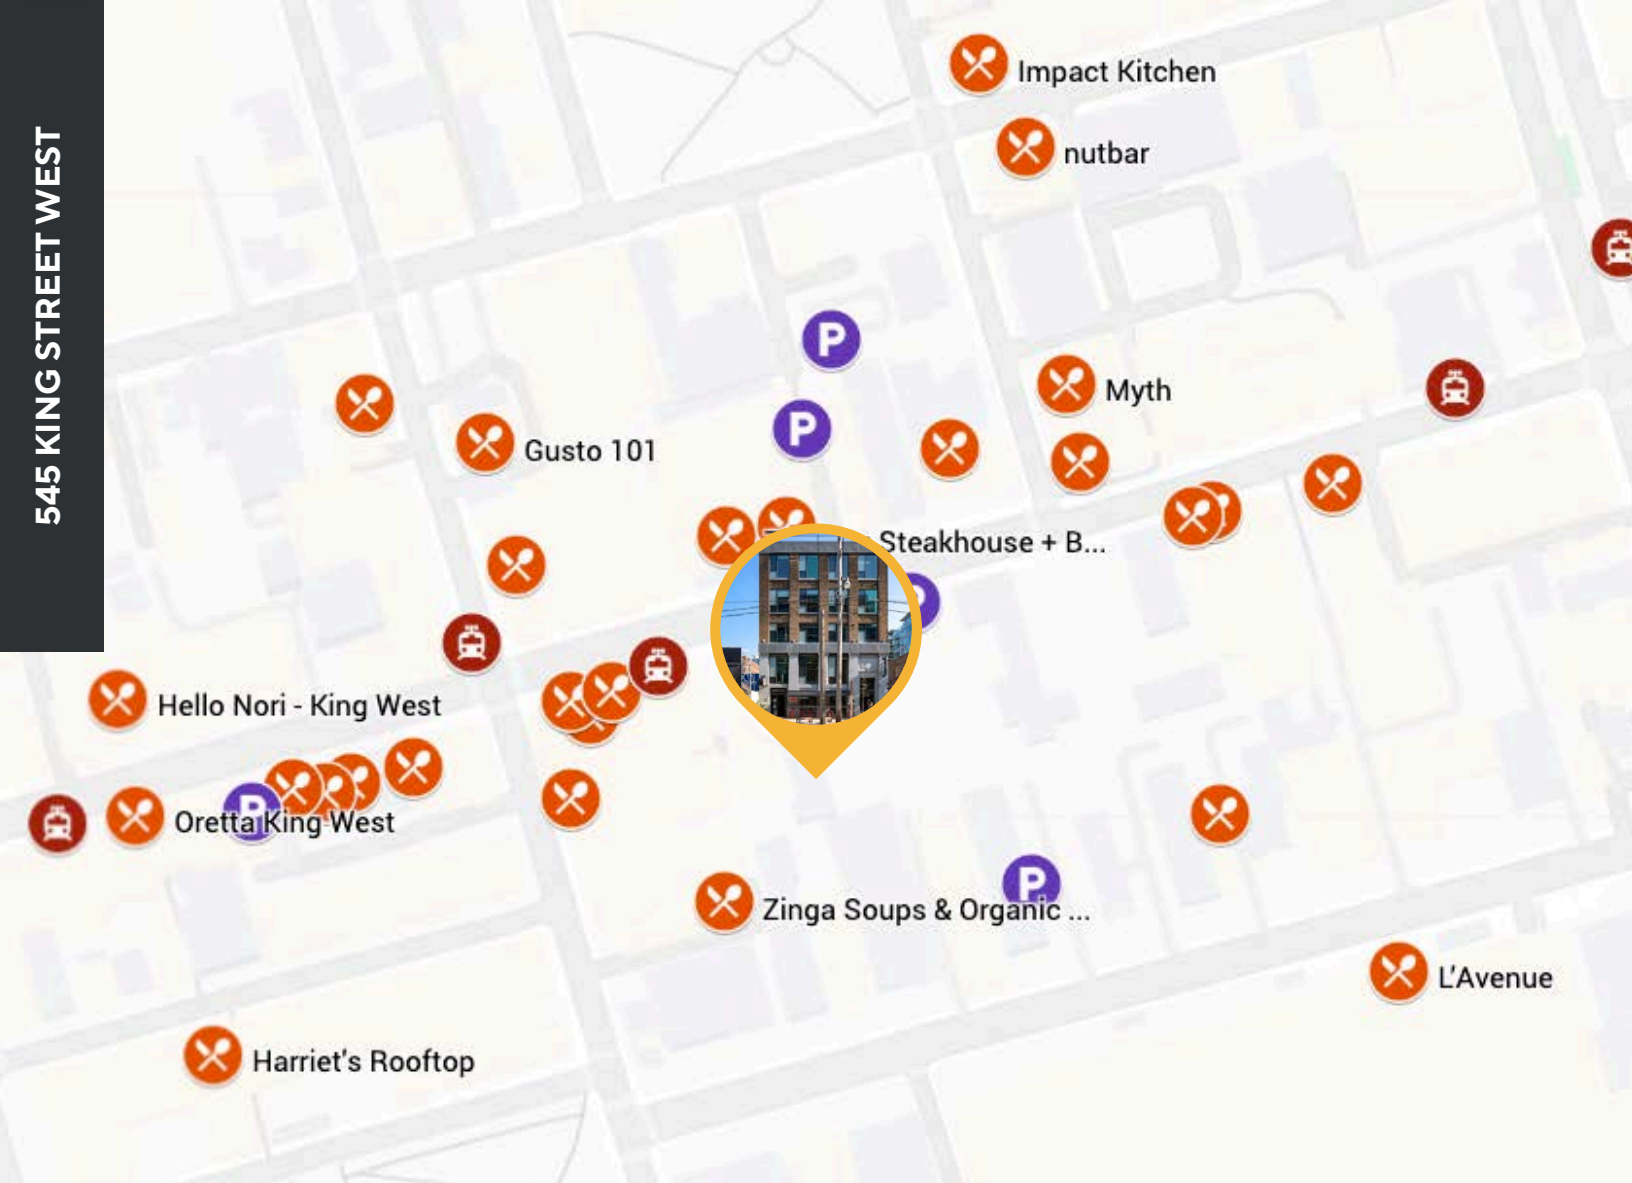 545 KING STREET WEST
Impact Kitchen
nutbar
P
Myth
P
Gusto 101
Steakhouse + B...
Hello Nori - King West
P
Oretta King West
Zinga Soups & Organic ...
P
L'Avenue
Harriet's Rooftop